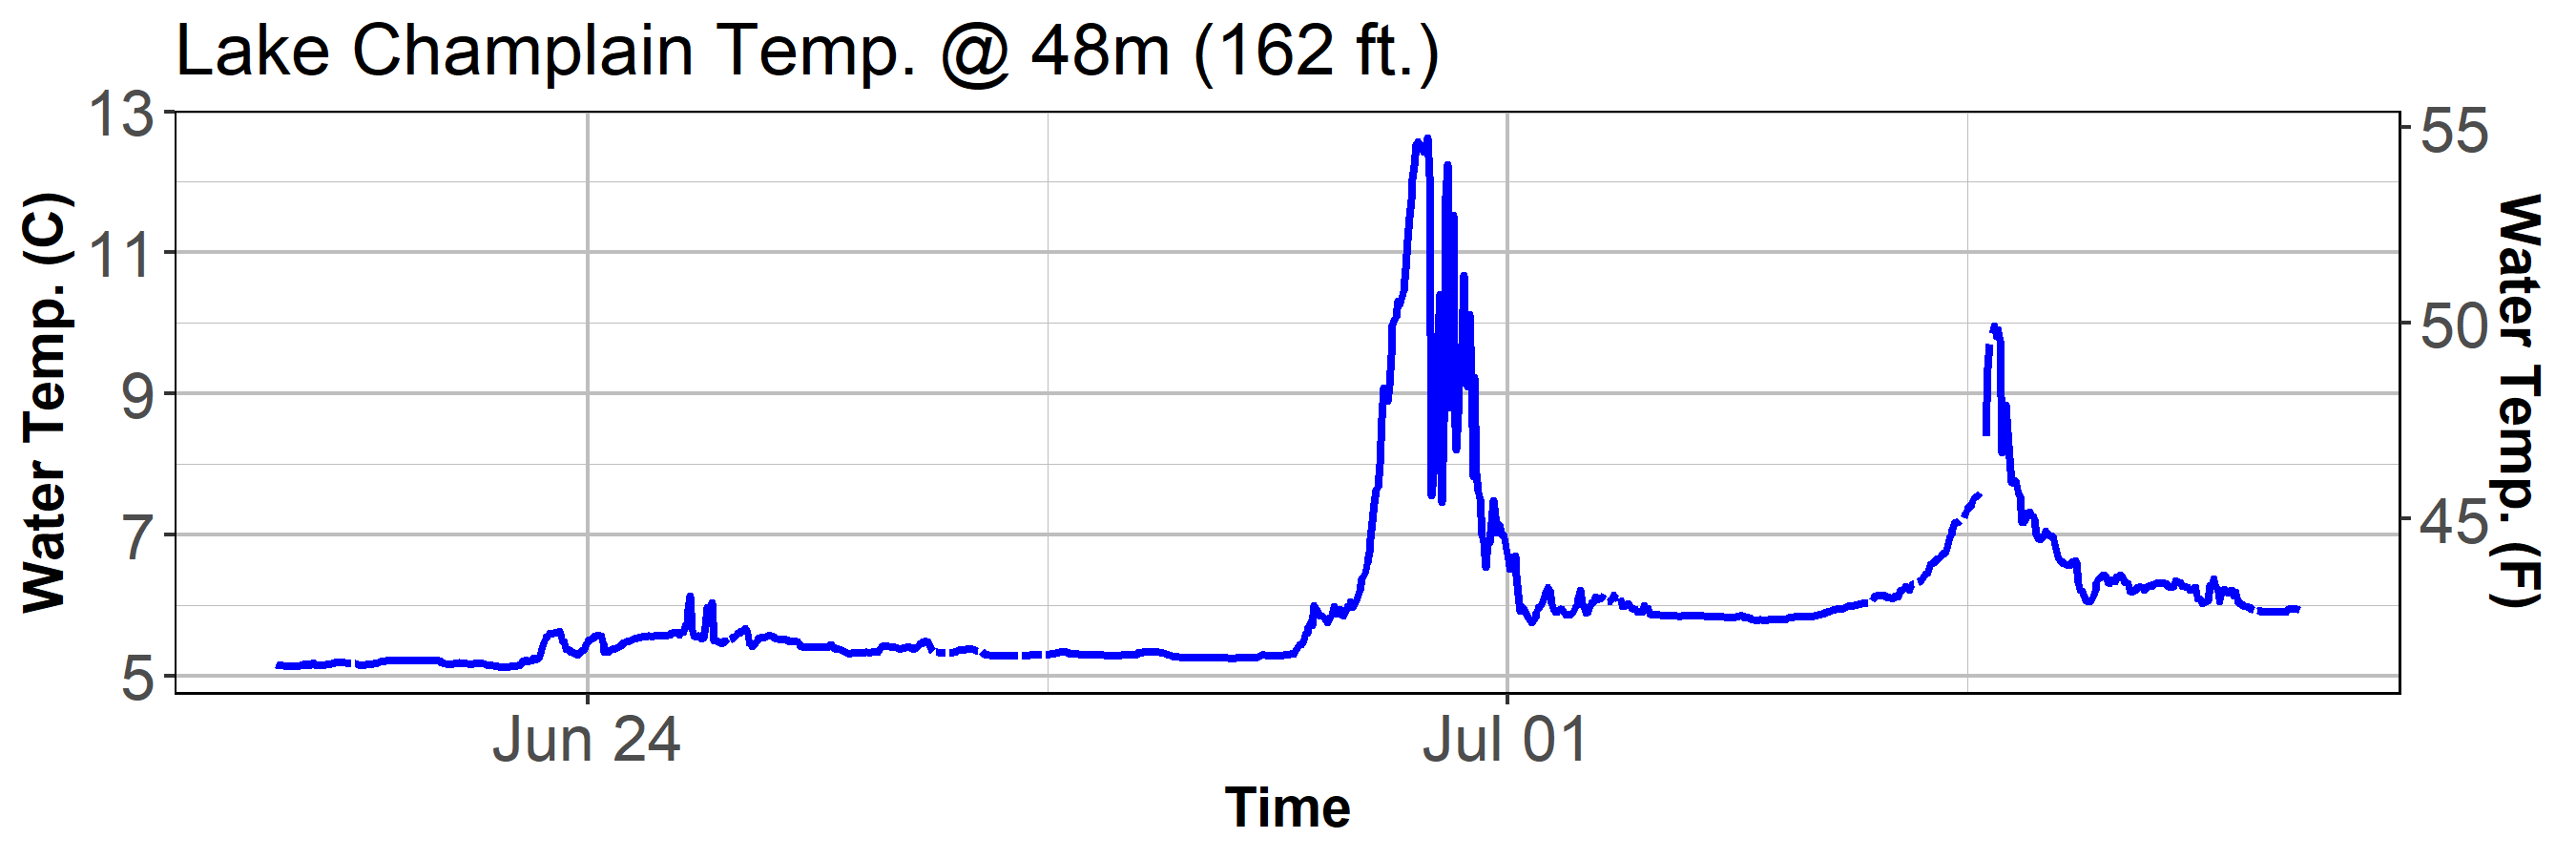 Lake Champlain Temp. @ 48m (162 ft.)
13
11
9
7
5
Water Temp. (C)
55
50
45
Water Temp. (F)
Jun 24
Jul 01
Time